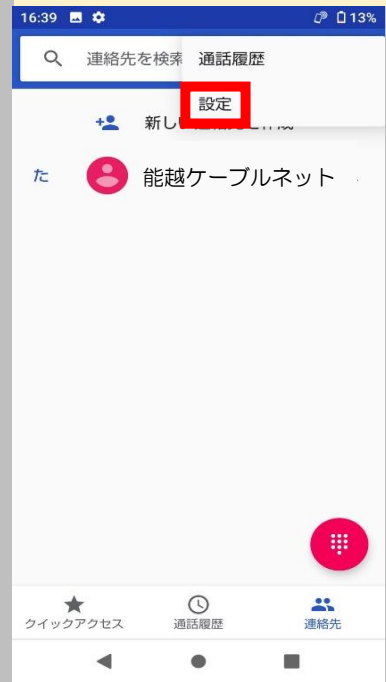 16:39 13%
連絡先を検索 通話履歴
設定
新し
た 能越ケーブルネット
クイックアクセス 通話履歴 連絡先